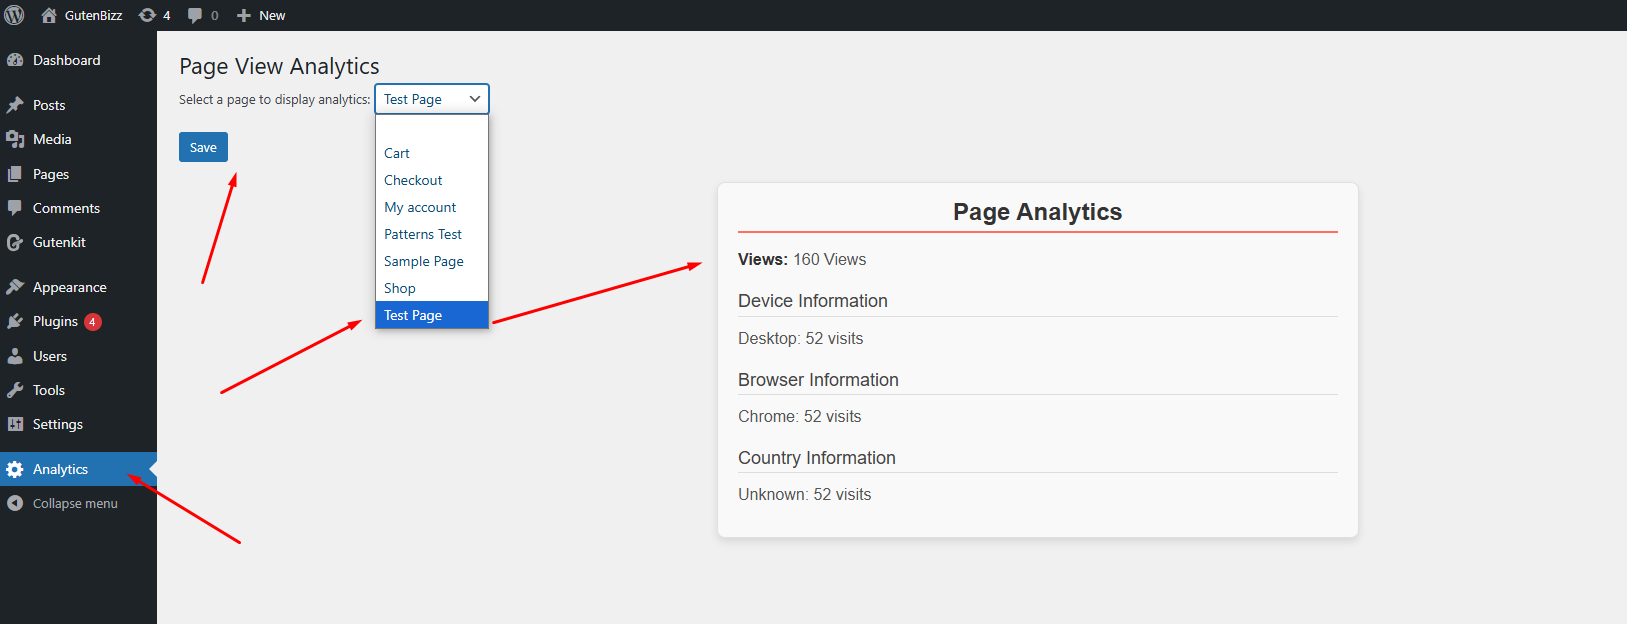 GutenBizz 4 0 New
Dashboard
Posts
Media
Pages
Comments
Gutenkit
Appearance
Plugins 4
Users
Tools
Settings
Analytics
Collapse menu
Page View Analytics
Select a page to display analytics: Test Page
Save
Cart
Checkout
My account
Patterns Test
Sample Page
Shop
Test Page
Page Analytics
Views: 160 Views
Device Information
Desktop: 52 visits
Browser Information
Chrome: 52 visits
Country Information
Unknown: 52 visits